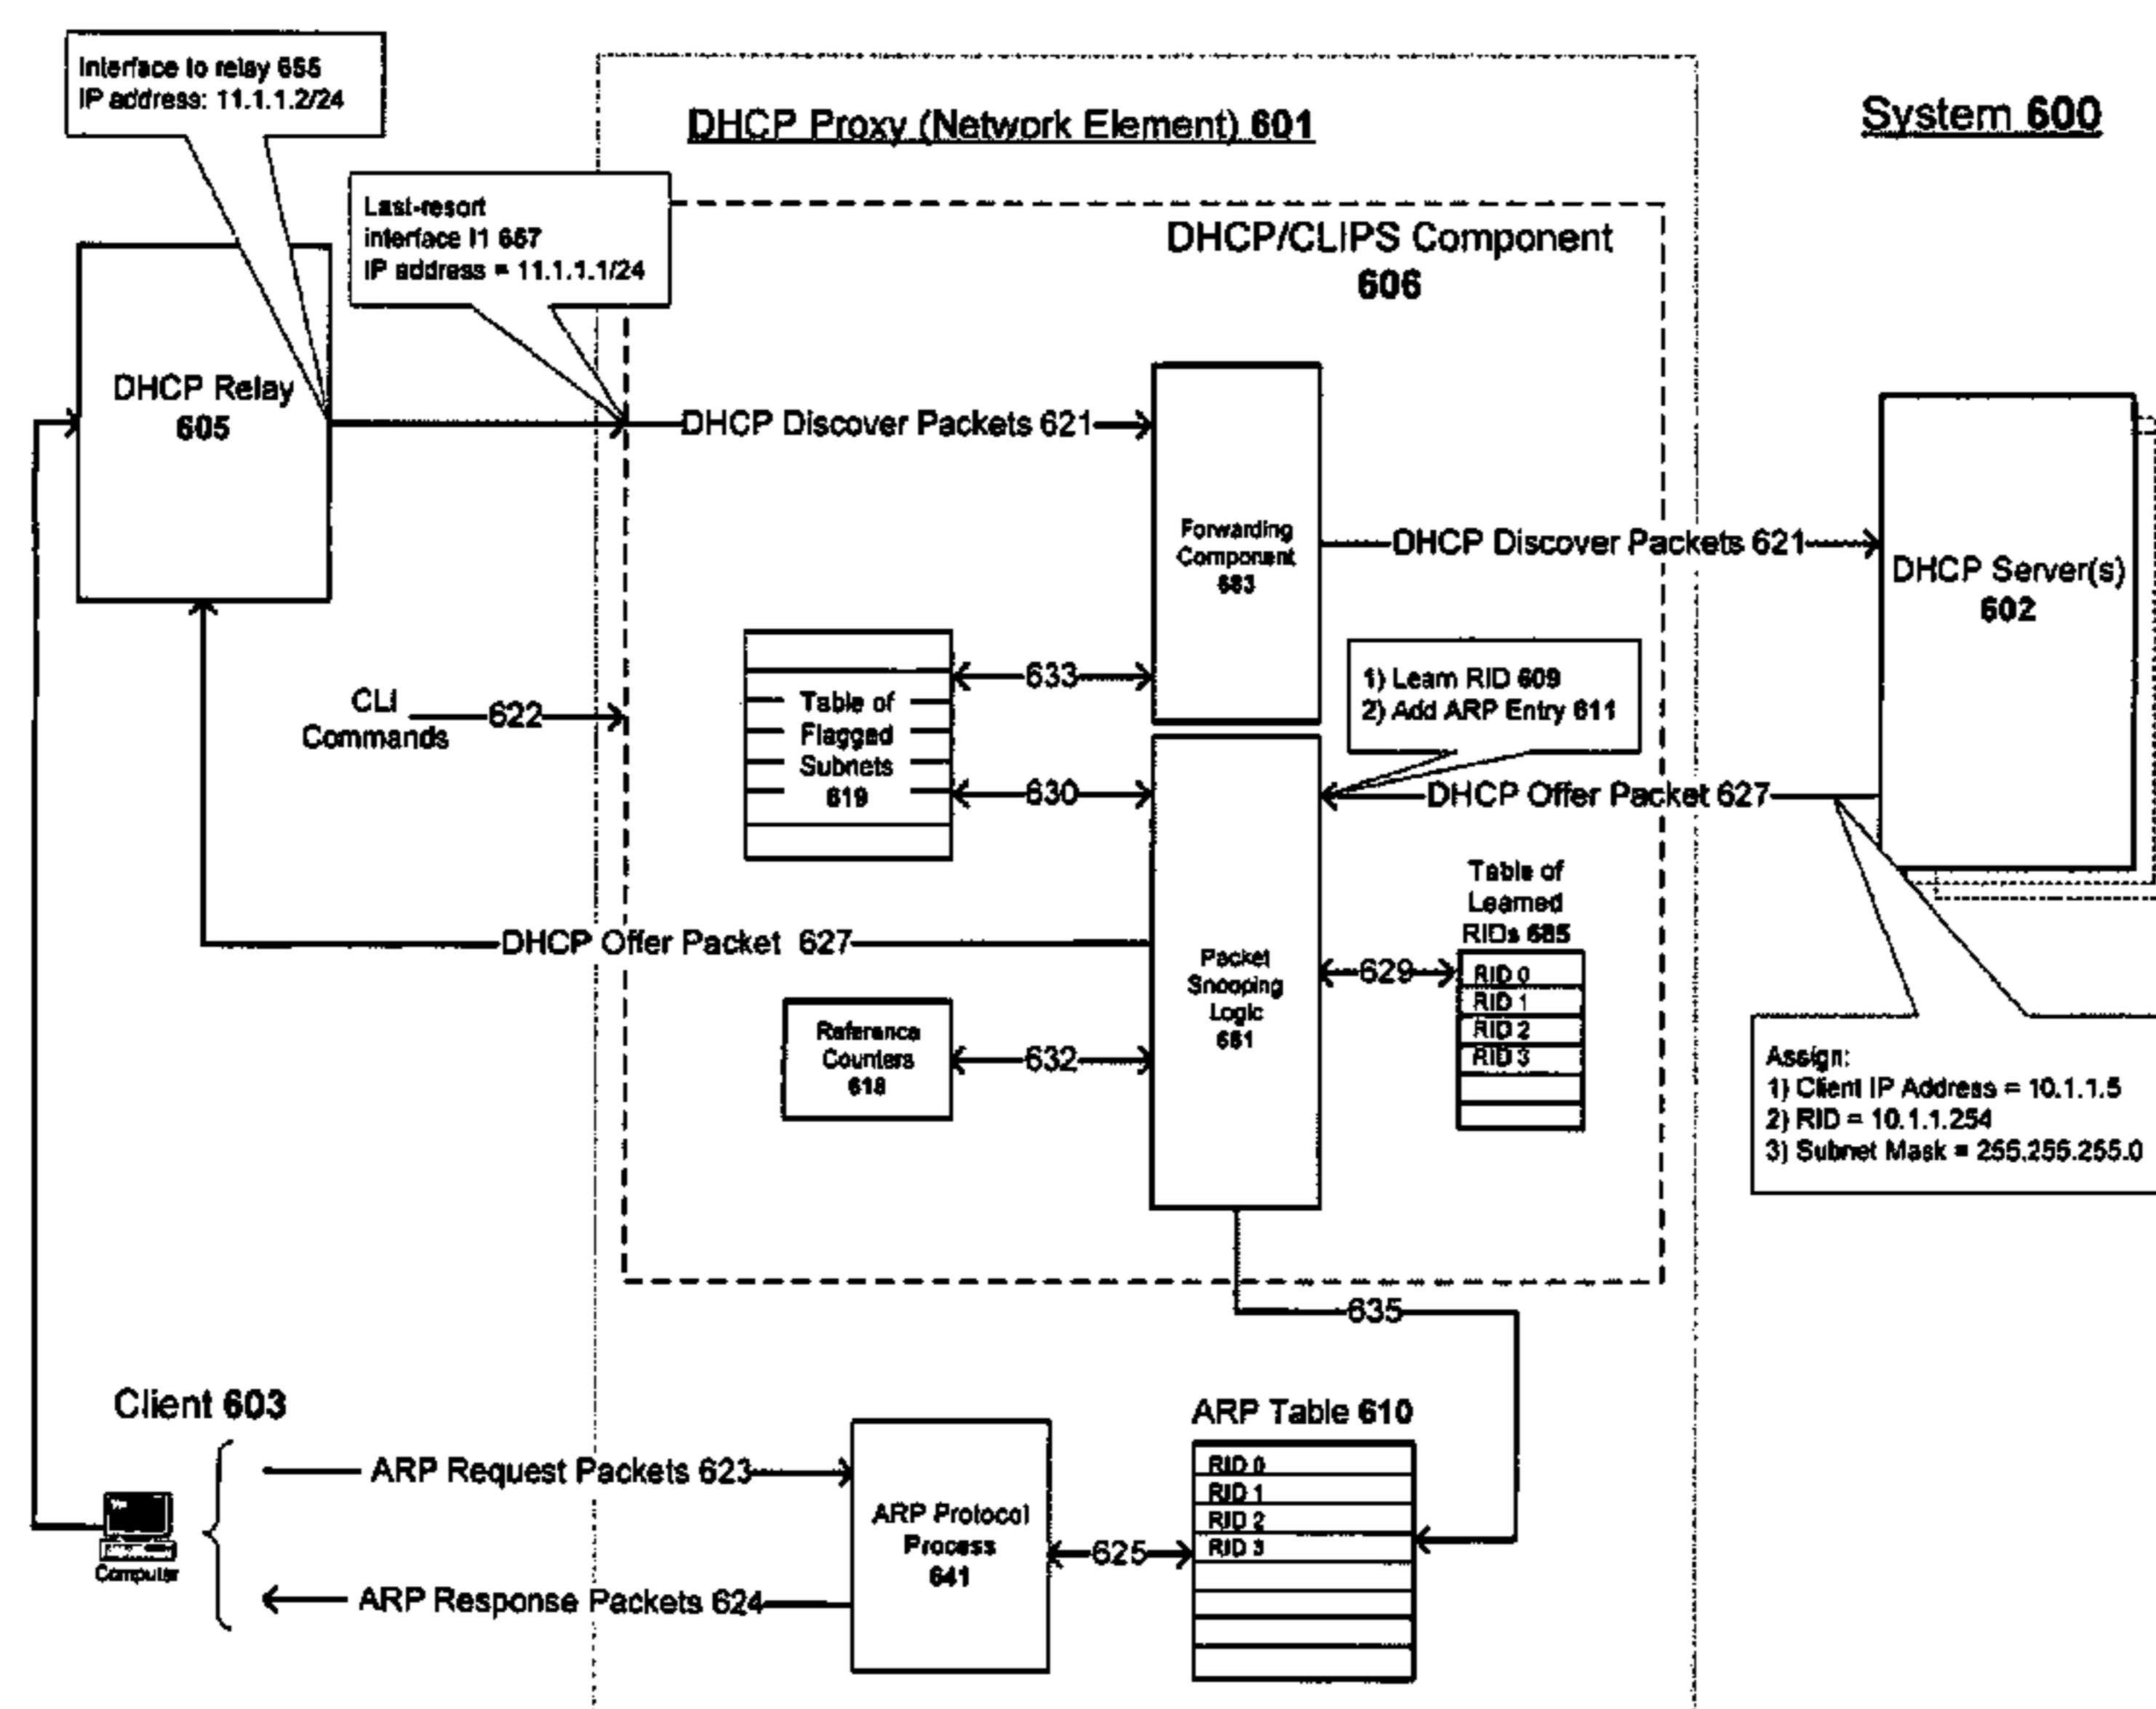 Interface to relay 655
IP address: 11.1.1.2/24
DHCP Proxy (Network Element) 601
System 600
Last-resort
interface I1 657
IP address = 11.1.1.1/24
DHCP/CLIPS Component
606
DHCP Relay
605
DHCP Discover Packets 621
Forwarding
Component
683
DHCP Discover Packets 621
DHCP Server(s)
602
CLI
Commands
622
Table of
Flagged
Subnets
619
633
630
1) Learn RID 609
2) Add ARP Entry 611
DHCP Offer Packet 627
Table of
Learned
RIDs 685
RID 0
RID 1
RID 2
RID 3
DHCP Offer Packet 627
Packet
Snooping
Logic
681
629
Reference
Counters
618
632
Assign:
1) Client IP Address = 10.1.1.5
2) RID = 10.1.1.254
3) Subnet Mask = 255.255.255.0
635
Client 603
Computer
ARP Request Packets 623
ARP Response Packets 624
ARP Protocol
Process
641
625
ARP Table 610
RID 0
RID 1
RID 2
RID 3